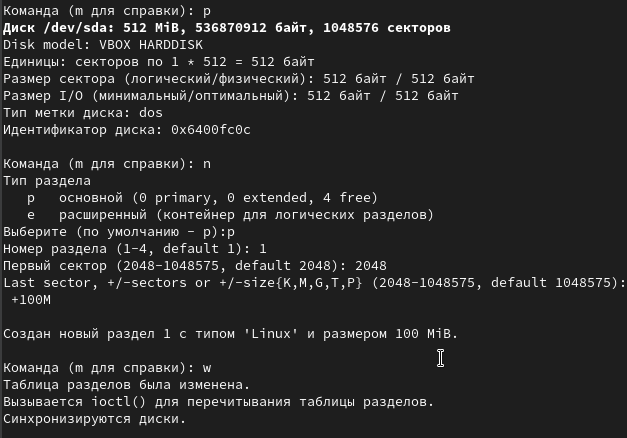 Команда (m для справки): p
Диск /dev/sda: 512 MiB, 536870912 байт, 1048576 секторов
Disk model: VBOX HARDDISK
Единицы: секторов по 1 * 512 = 512 байт
Размер сектора (логический/физический): 512 байт / 512 байт
Размер I/O (минимальный/оптимальный): 512 байт / 512 байт
Тип метки диска: dos
Идентификатор диска: 0x6400fc0c
Команда (m для справки): n
Тип раздела
p основной (0 primary, 0 extended, 4 free)
e расширенный (контейнер для логических разделов)
Выберите (по умолчанию - p):p
Номер раздела (1-4, default 1): 1
Первый сектор (2048-1048575, default 2048): 2048
Last sector, +/-sectors or +/-size{K,M,G,T,P} (2048-1048575, default 1048575):
+100M
Создан новый раздел 1 с типом 'Linux' и размером 100 MiB.
Команда (m для справки): w
Таблица разделов была изменена.
Вызывается ioctl() для перечитывания таблицы разделов.
Синхронизируются диски.